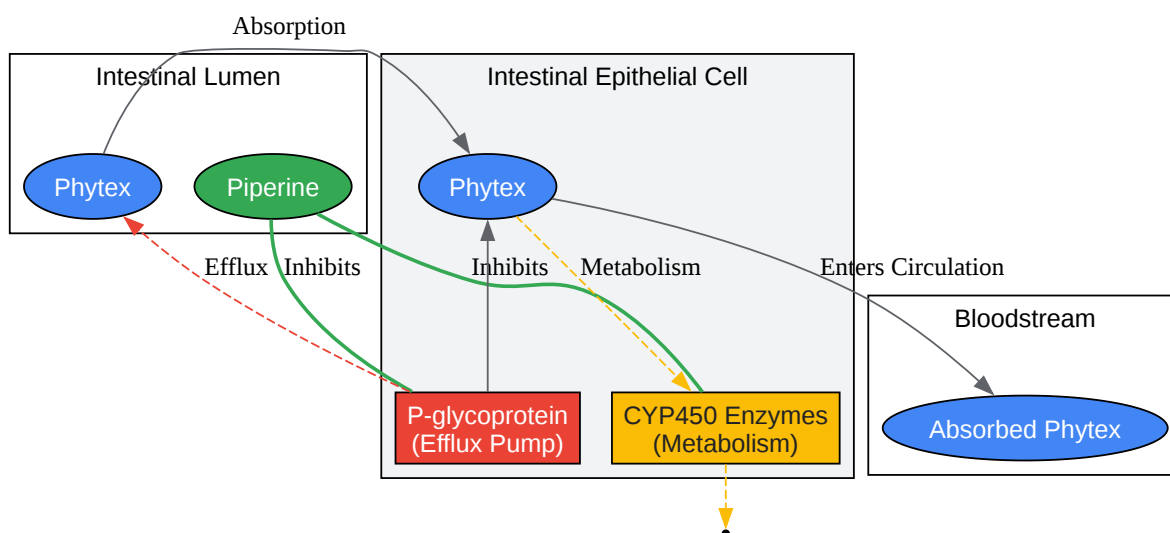 Absorption
Intestinal Lumen
Intestinal Epithelial Cell
Phytex
Piperine
Phytex
Efflux
Inhibits
Inhibits
Metabolism
Enters Circulation
Bloodstream
P-glycoprotein
(Efflux Pump)
CYP450 Enzymes
(Metabolism)
Absorbed Phytex